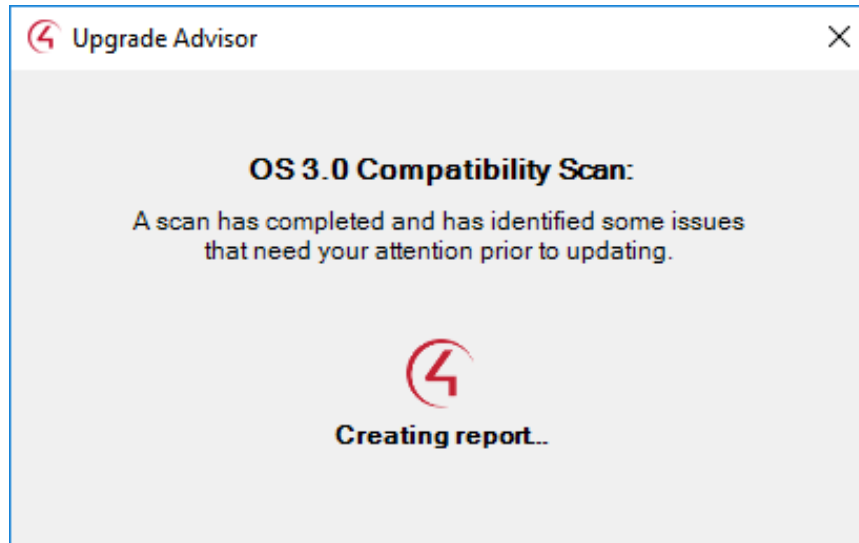 Upgrade Advisor
OS 3.0 Compatibility Scan:
A scan has completed and has identified some issues
that need your attention prior to updating.
Creating report...